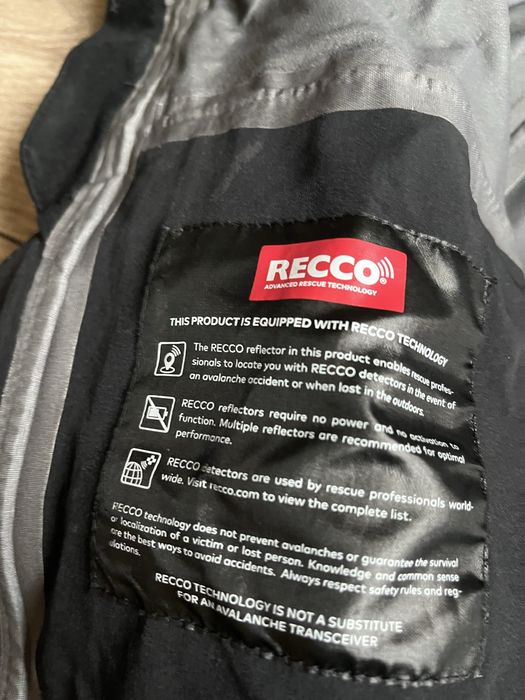 RECCO®
ADVANCED RESCUE TECHNOLOGY
THIS PRODUCT IS EQUIPPED WITH RECCO TECHNOLOGY
The RECCO reflector in this product enables rescue profes-
sionals to locate you with RECCO detectors in the event of
an avalanche accident or when lost in the outdoors.
RECCO reflectors require no power and no activation to
function. Multiple reflectors are recommended for optimal
performance.
RECCO detectors are used by rescue professionals world-
wide. Visit recco.com to view the complete list.
RECCO technology does not prevent avalanches or guarantee the survival
or localization of a victim or lost person. Knowledge and common sense
are the best ways to avoid accidents. Always respect safety rules and reg-
ulations.
RECCO TECHNOLOGY IS NOT A SUBSTITUTE
FOR AN AVALANCHE TRANSCEIVER